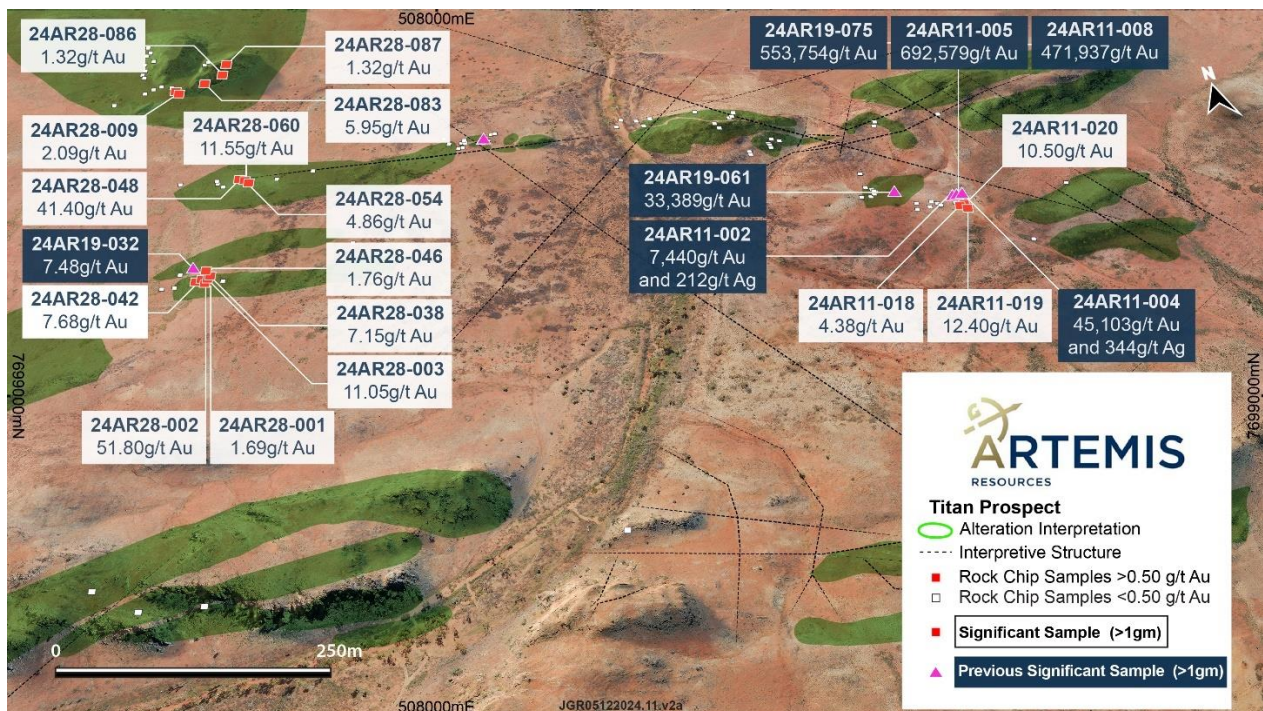 508000mE
24AR28-086
1.32g/t Au
24AR28-087
1.32g/t Au
24AR28-083
5.95g/t Au
24AR28-009
2.09g/t Au
24AR28-060
11.55g/t Au
24AR28-048
41.40g/t Au
24AR28-054
4.86g/t Au
24AR19-032
7.48g/t Au
24AR28-046
1.76g/t Au
24AR28-042
7.68g/t Au
24AR28-038
7.15g/t Au
24AR28-003
11.05g/t Au
24AR28-002
51.80g/t Au
24AR28-001
1.69g/t Au
24AR19-075
553,754g/t Au
24AR11-005
692,579g/t Au
24AR11-008
471,937g/t Au
N
24AR11-020
10.50g/t Au
24AR19-061
33,389g/t Au
24AR11-002
7,440g/t Au
and 212g/t Ag
24AR11-018
4.38g/t Au
24AR11-019
12.40g/t Au
24AR11-004
45,103g/t Au
and 344g/t Ag
7699000mN
7699000mN
ARTEMIS
RESOURCES
Titan Prospect
Alteration Interpretation
Interpretive Structure
Rock Chip Samples >0.50 g/t Au
Rock Chip Samples <0.50 g/t Au
Significant Sample (>1gm)
Previous Significant Sample (>1gm)
0
250m
508000mE
JGR05122024.11.v2a